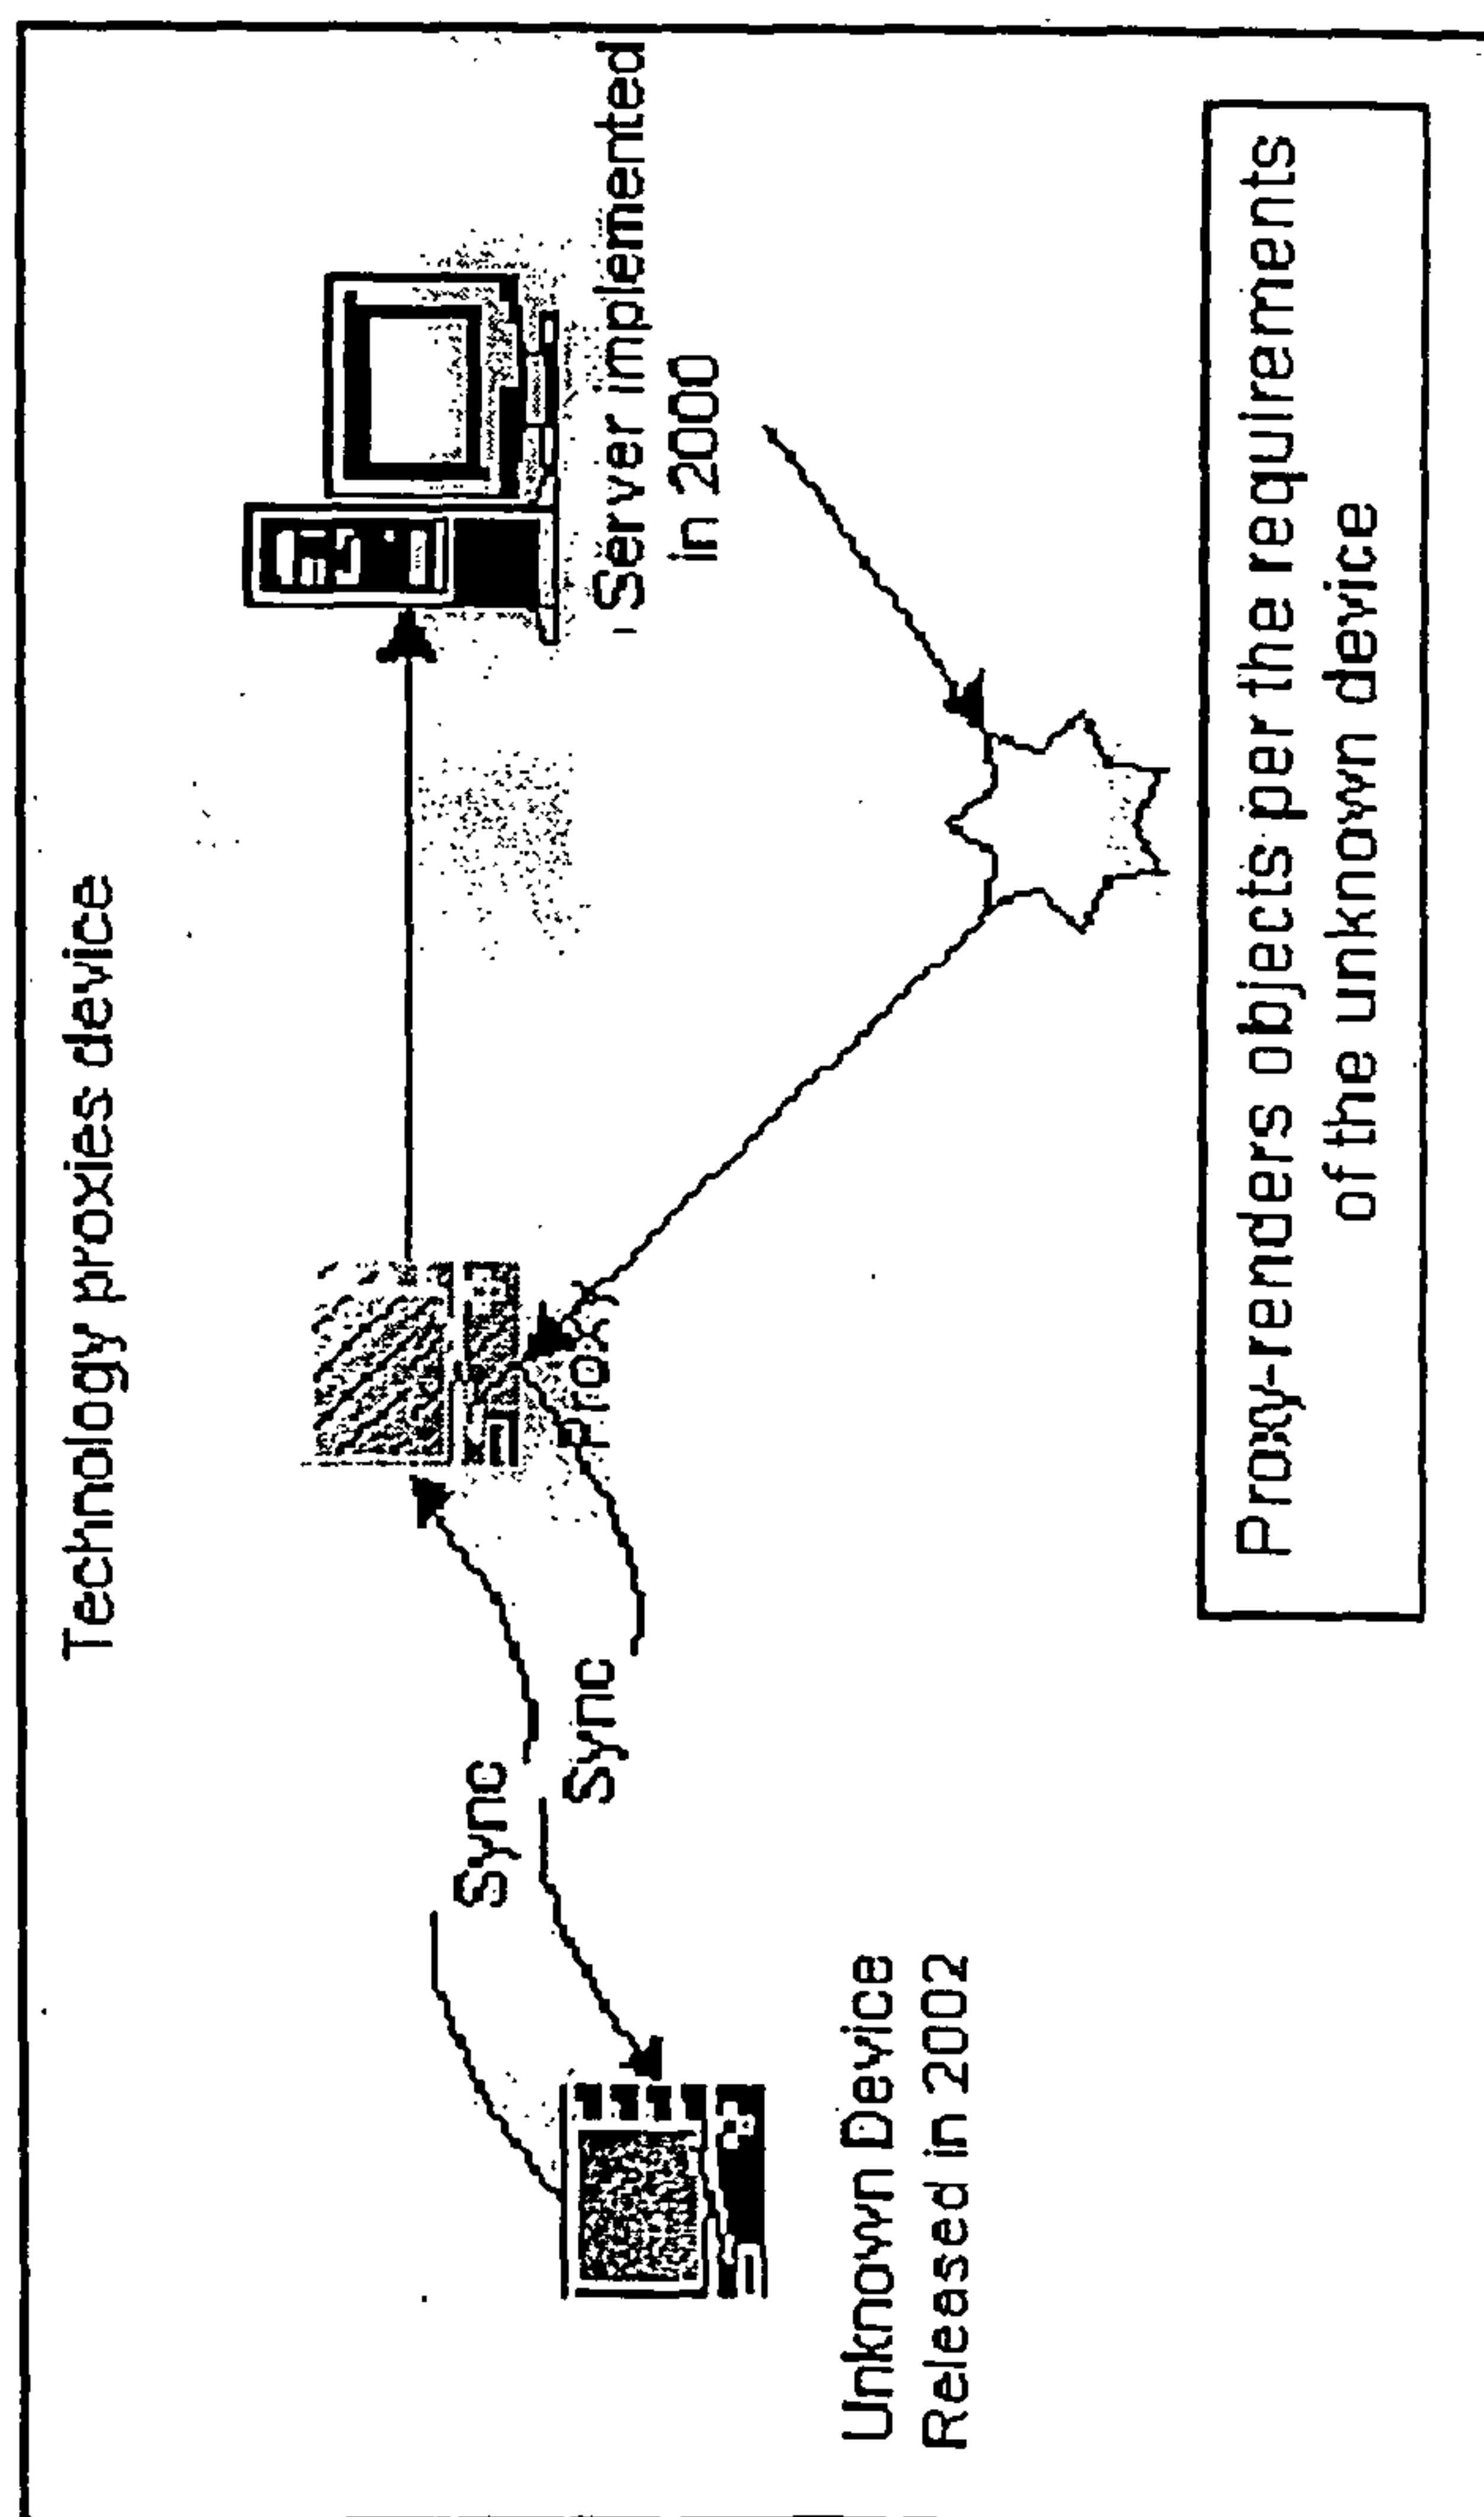 Technology proxies device
Server implemented
in 2000
Proxy
Sync
Sync
Unknown Device
Released in 2002
Proxy-renders objects per the requirements
of the unknown device